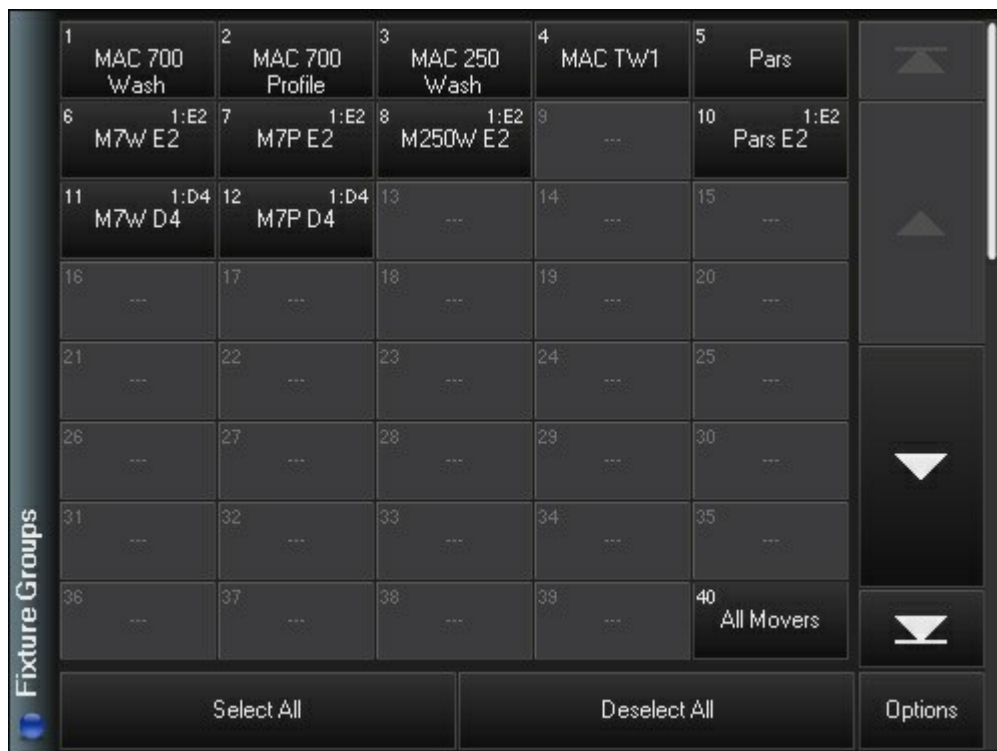 1 MAC 700 Wash
2 MAC 700 Profile
3 MAC 250 Wash
4 MAC TW1
5 Pars
6 1:E2 M7W E2
7 1:E2 M7P E2
8 1:E2 M250W E2
9 ---
10 1:E2 Pars E2
11 1:D4 M7W D4
12 1:D4 M7P D4
13 ---
14 ---
15 ---
16 ---
17 ---
18 ---
19 ---
20 ---
21 ---
22 ---
23 ---
24 ---
25 ---
26 ---
27 ---
28 ---
29 ---
30 ---
31 ---
32 ---
33 ---
34 ---
35 ---
36 ---
37 ---
38 ---
39 ---
40 All Movers
Fixture Groups
Select All
Deselect All
Options